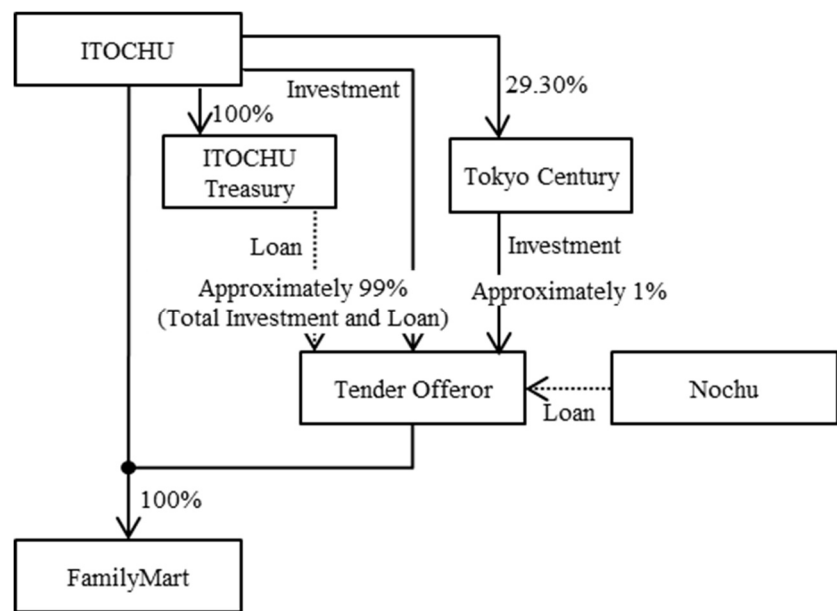 ITOCHU
Investment
29.30%
100%
ITOCHU
Treasury
Tokyo Century
Loan
Investment
Approximately 99%
(Total Investment and Loan)
Approximately 1%
Tender Offeror
Nochu
Loan
100%
FamilyMart